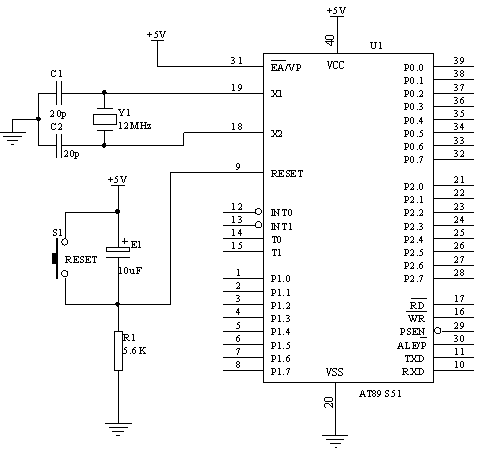 +5V
+5V
40
U1
31
EA/VP
VCC
P0.0
39
P0.1
38
C1
19
X1
P0.2
37
20p
Y1
P0.3
36
12MHz
P0.4
35
C2
18
X2
P0.5
34
20p
P0.6
33
P0.7
32
9
RESET
+5V
P2.0
21
P2.1
22
12
INT0
P2.2
23
13
INT1
P2.3
24
S1
14
T0
P2.4
25
E1
15
T1
P2.5
26
RESET
P2.6
27
10uF
1
P1.0
P2.7
28
2
P1.1
3
P1.2
RD
17
4
P1.3
WR
16
R1
5
P1.4
PSEN
29
5.6K
6
P1.5
ALE/P
30
7
P1.6
TXD
11
8
P1.7
VSS
RXD
10
20
AT89S51